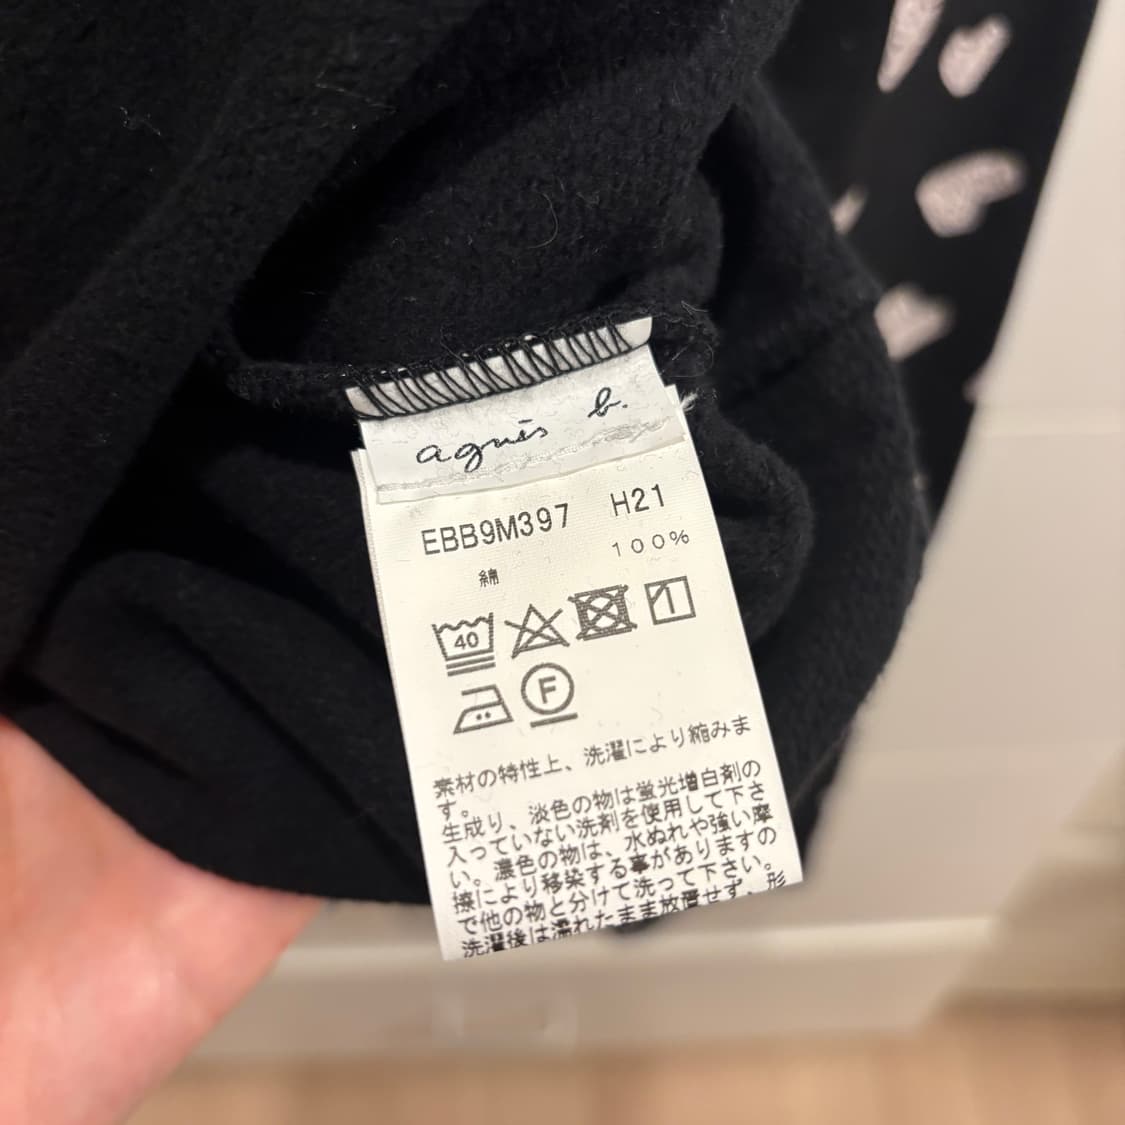 agnès b.
EBB9M397 H21
綿 100%
40
F
素材の特性上、洗濯により縮みま
す。
生成り、淡色の物は蛍光増白剤の
入っていない洗剤を使用して下さ
い。濃色の物は、水ぬれや強い摩
擦により移染する事がありますの
で他の物と分けて洗って下さい。
洗濯後は濡れたまま放置せず、形